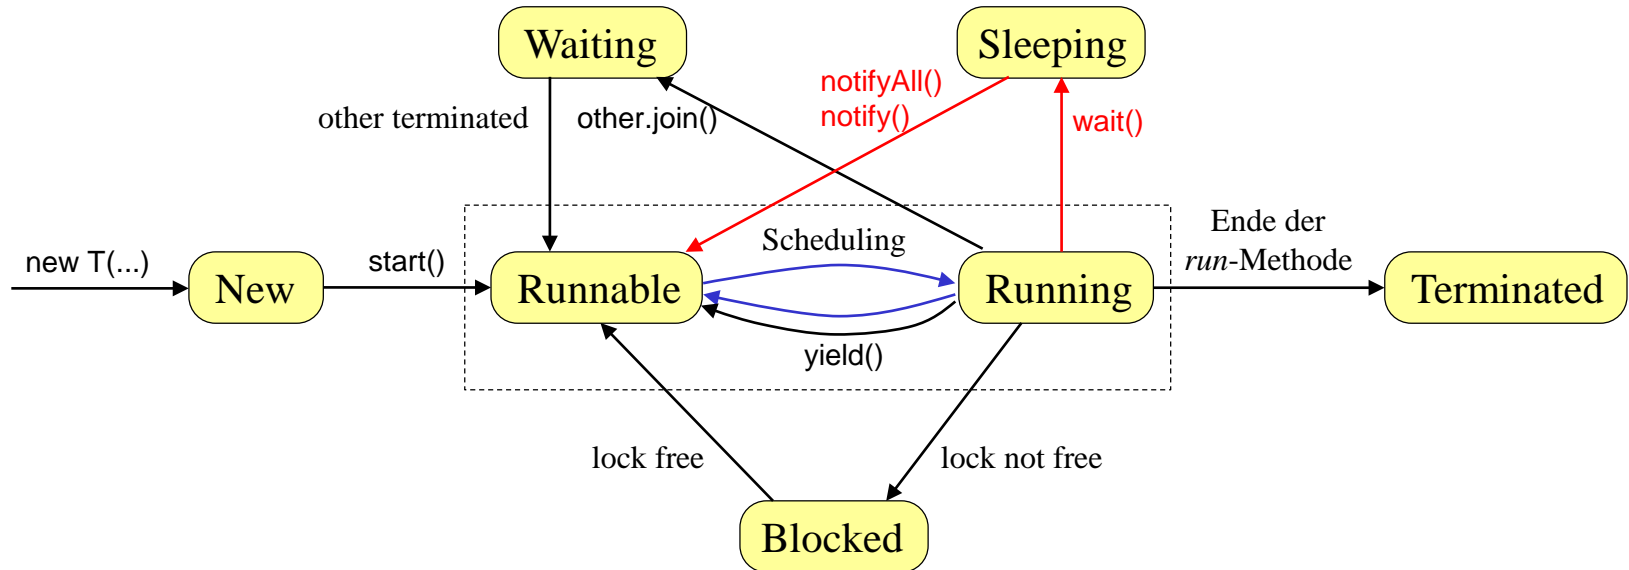 Waiting
Sleeping
notifyAll()
notify()
other terminated
other.join()
wait()
Ende der
run-Methode
Scheduling
new T(...)
start()
New
Runnable
Running
Terminated
yield()
lock free
lock not free
Blocked